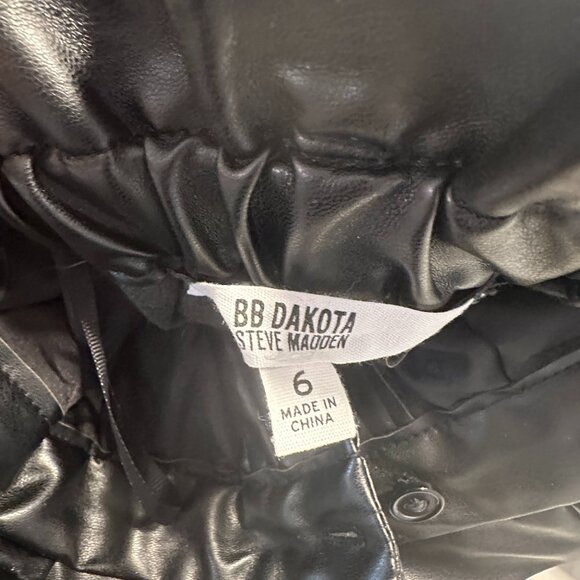 BB DAKOTA
STEVE MADDEN
6
MADE IN
CHINA